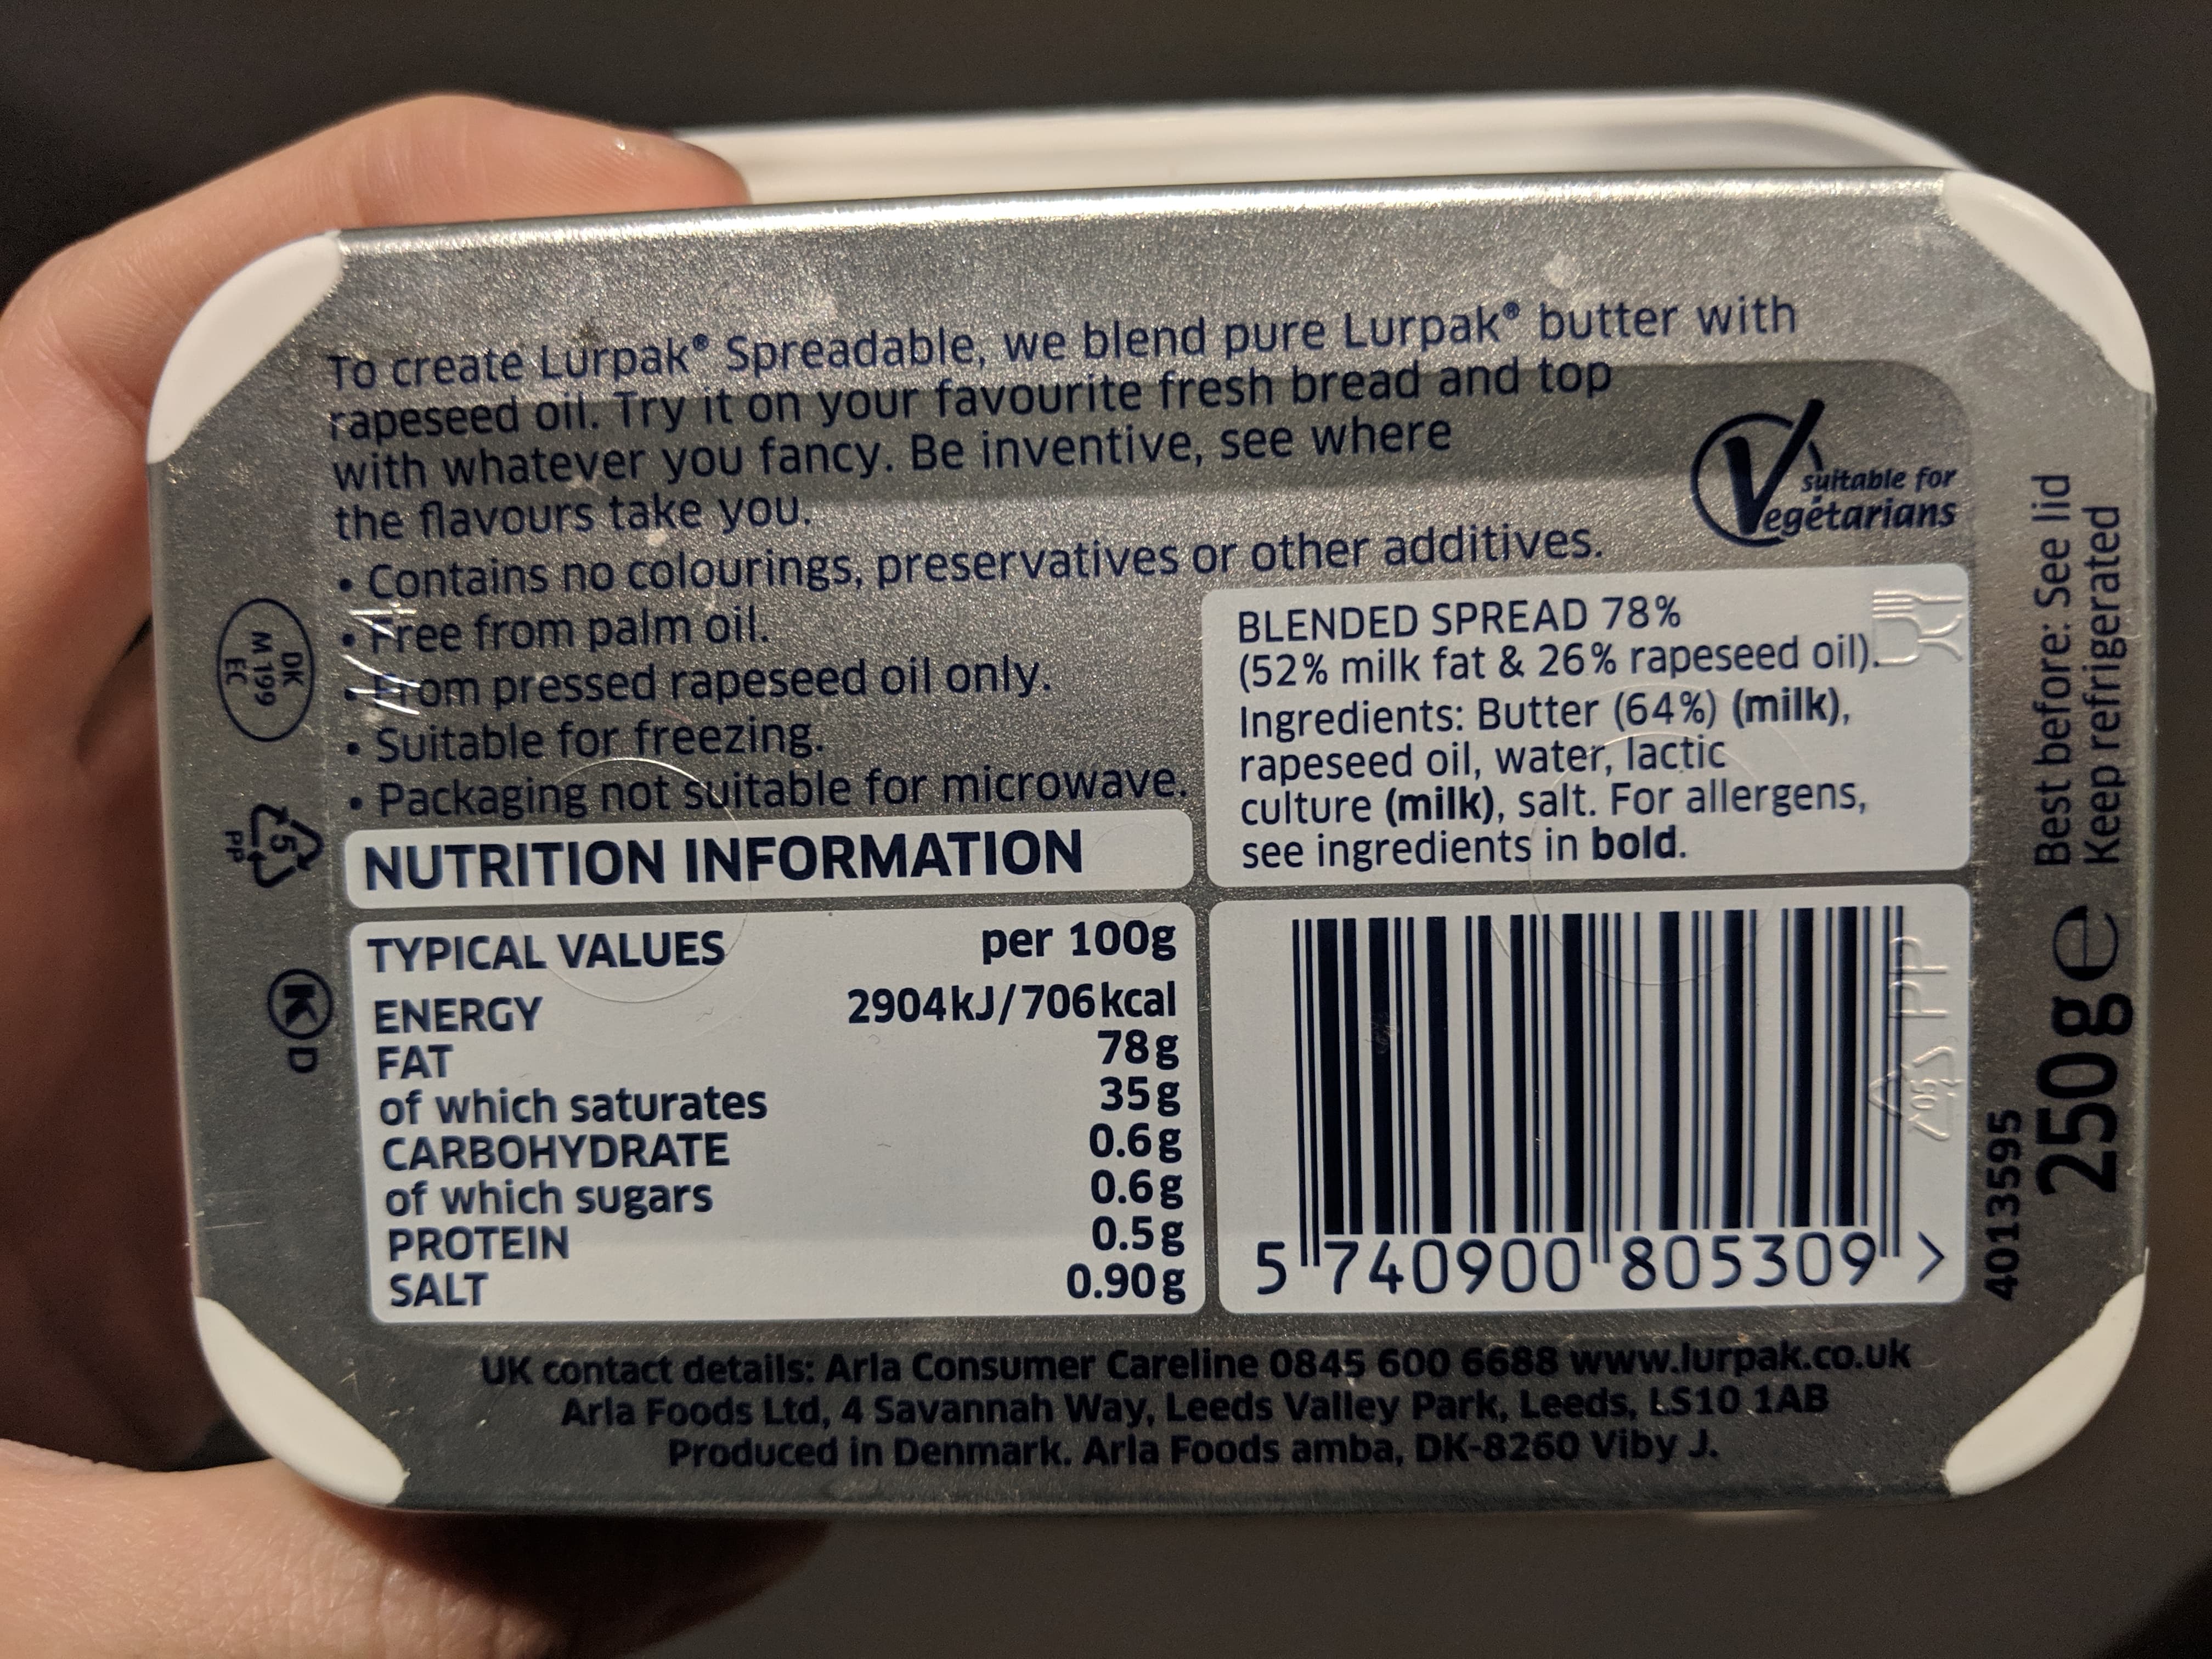 To create Lurpak® Spreadable, we blend pure Lurpak® butter with
rapeseed oil. Try it on your favourite fresh bread and top
with whatever you fancy. Be inventive, see where
the flavours take you.
• Contains no colourings, preservatives or other additives.
• Free from palm oil.
• From pressed rapeseed oil only.
• Suitable for freezing.
• Packaging not suitable for microwave.
suitable for
Vegetarians
BLENDED SPREAD 78%
(52% milk fat & 26% rapeseed oil).
Ingredients: Butter (64%) (milk),
rapeseed oil, water, lactic
culture (milk), salt. For allergens,
see ingredients in bold.
NUTRITION INFORMATION
TYPICAL VALUES per 100g
ENERGY 2904kJ/706kcal
FAT 78g
of which saturates 35g
CARBOHYDRATE 0.6g
of which sugars 0.6g
PROTEIN 0.5g
SALT 0.90g
5 740900 805309 >
UK contact details: Arla Consumer Careline 0845 600 6688 www.lurpak.co.uk
Arla Foods Ltd, 4 Savannah Way, Leeds Valley Park, Leeds, LS10 1AB
Produced in Denmark. Arla Foods amba, DK-8260 Viby J.
DK
M 199
EC
5
PP
K D
Best before: See lid
Keep refrigerated
250g e
4013595
PP